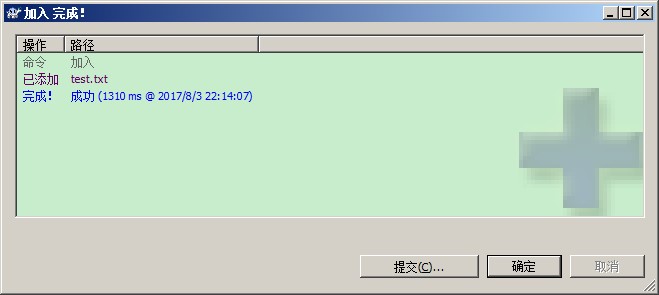 加入 完成!
操作 路径
命令 加入
已添加 test.txt
完成! 成功 (1310 ms @ 2017/8/3 22:14:07)
提交(C)... 确定 取消